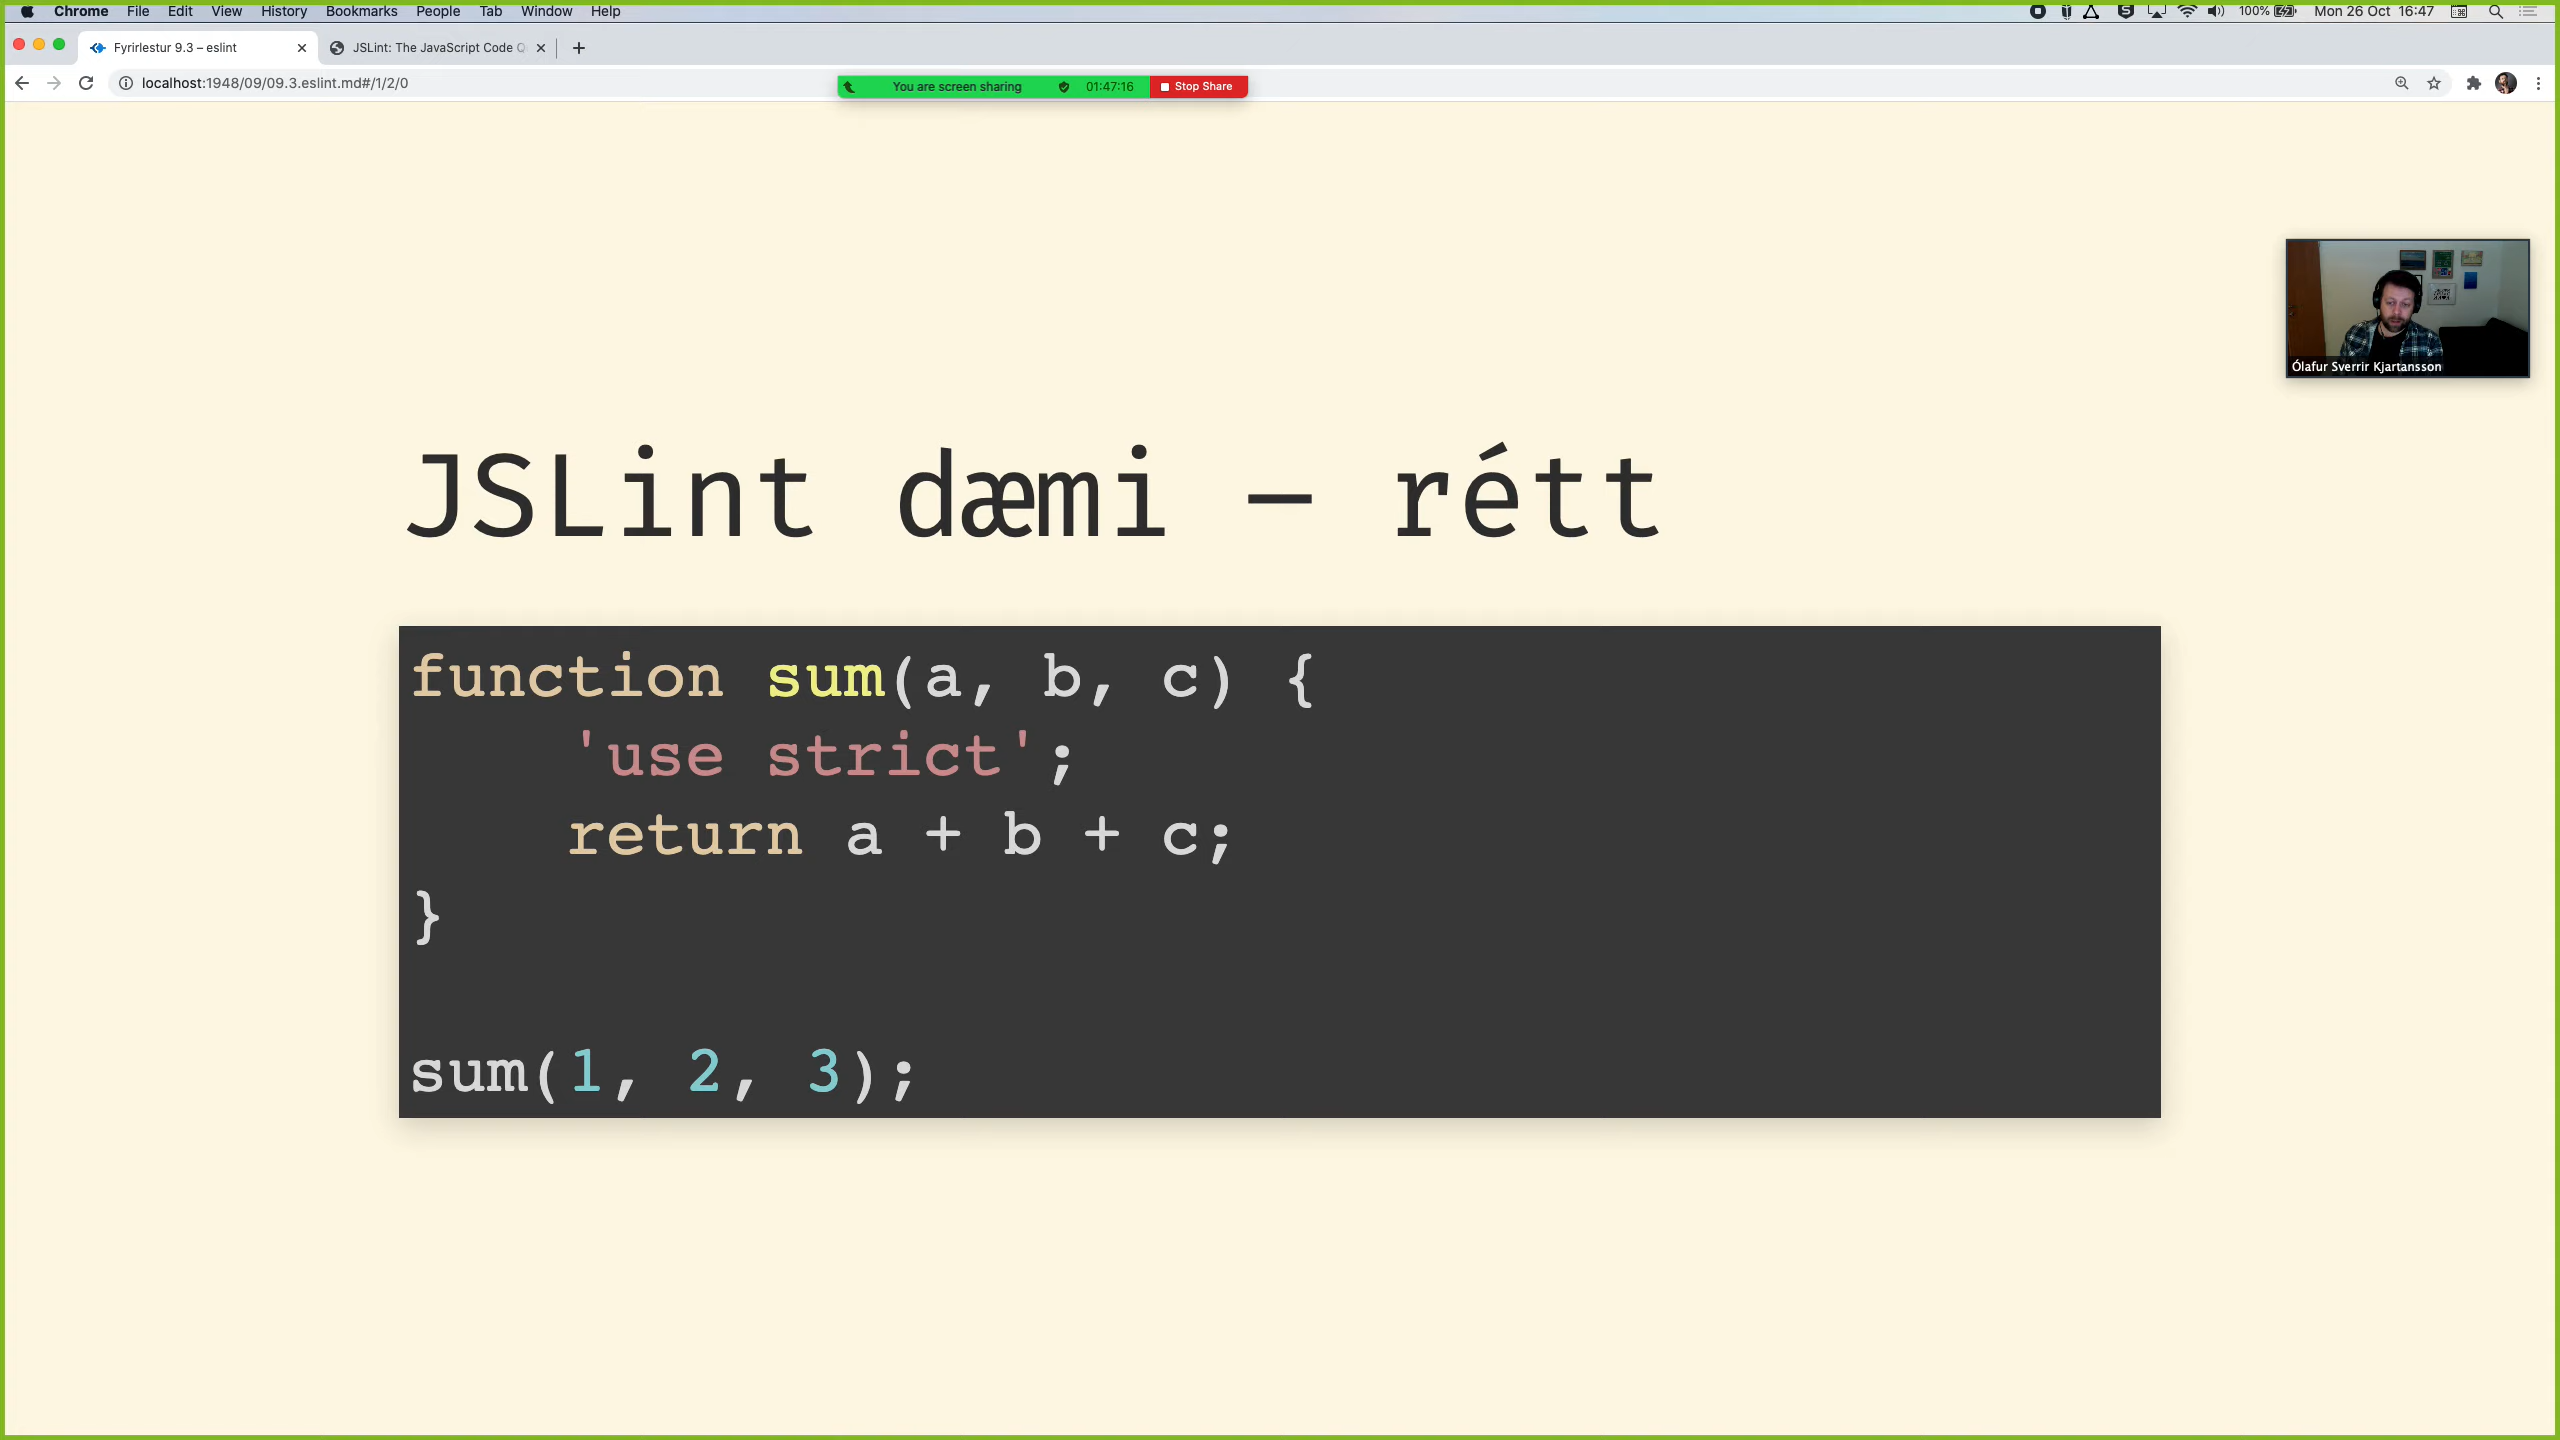 Chrome File Edit View History Bookmarks People Tab Window Help 100% Mon 26 Oct 16:47
Fyrirlestur 9.3 – eslint
JSLint: The JavaScript Code Q
localhost:1948/09/09.3.eslint.md#/1/2/0
You are screen sharing 01:47:16 Stop Share
Ólafur Sverrir Kjartansson
JSLint dæmi — rétt
function sum(a, b, c) {
    'use strict';
    return a + b + c;
}
sum(1, 2, 3);